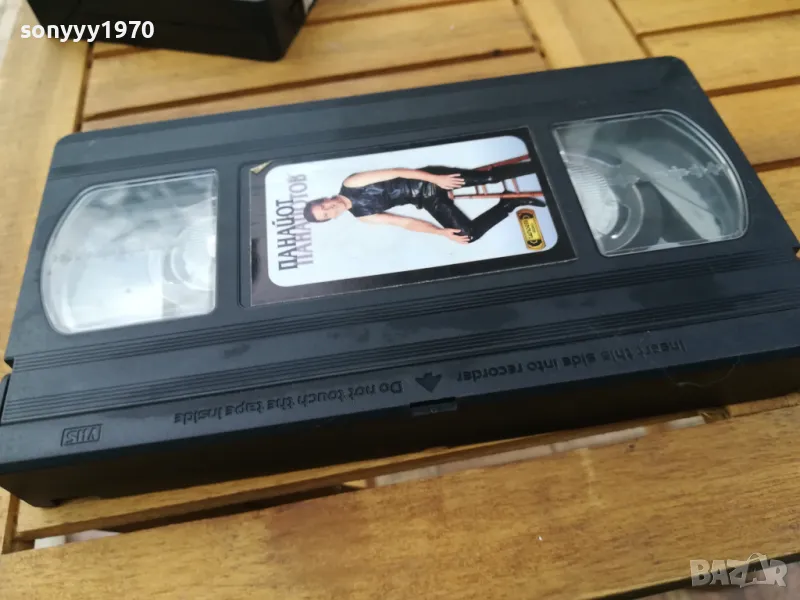 sonyyy1970
ПАНАЙОТ
ПАНАЙОТОВ
Insert this side into recorder
Do not touch the tape inside
VHS
BAZAR